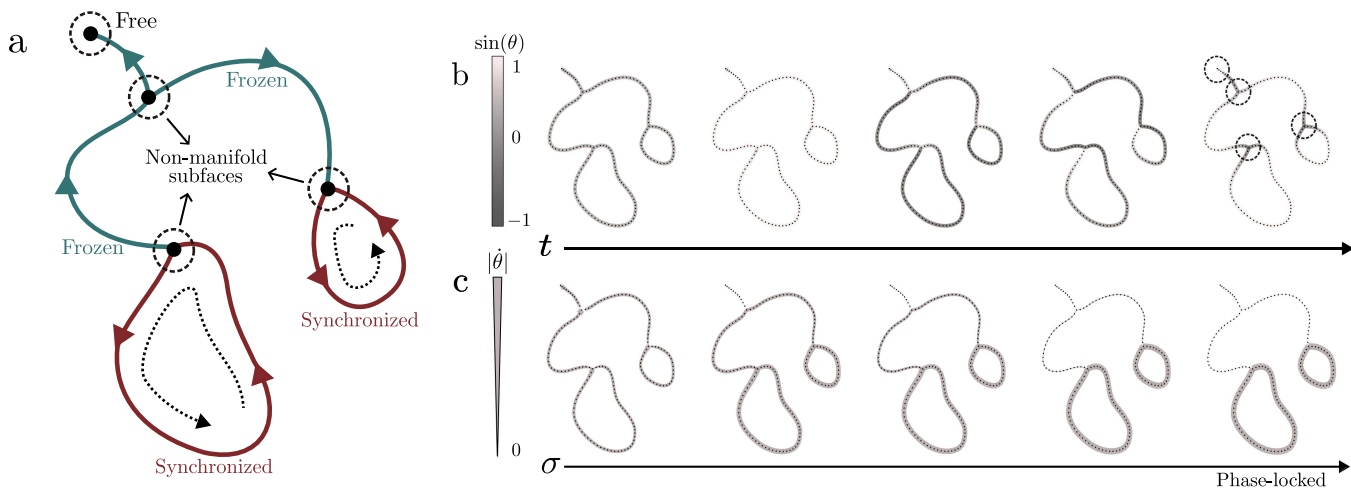 a
Free
Frozen
Non-manifold
subfaces
Frozen
Synchronized
Synchronized
b
sin(θ)
1
0
−1
t
c
|θ̇|
0
σ
Phase-locked